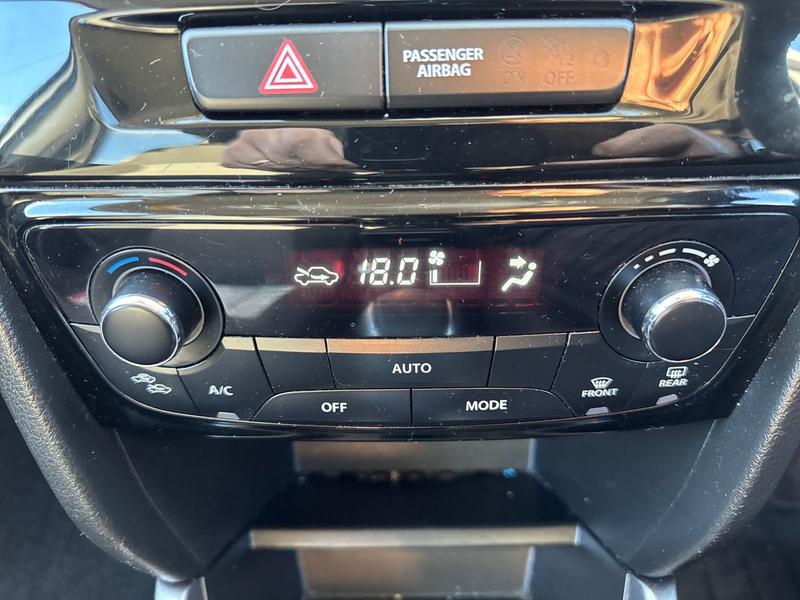 PASSENGER
AIRBAG
ON
OFF
18.0
AUTO
A/C
OFF
MODE
FRONT
REAR